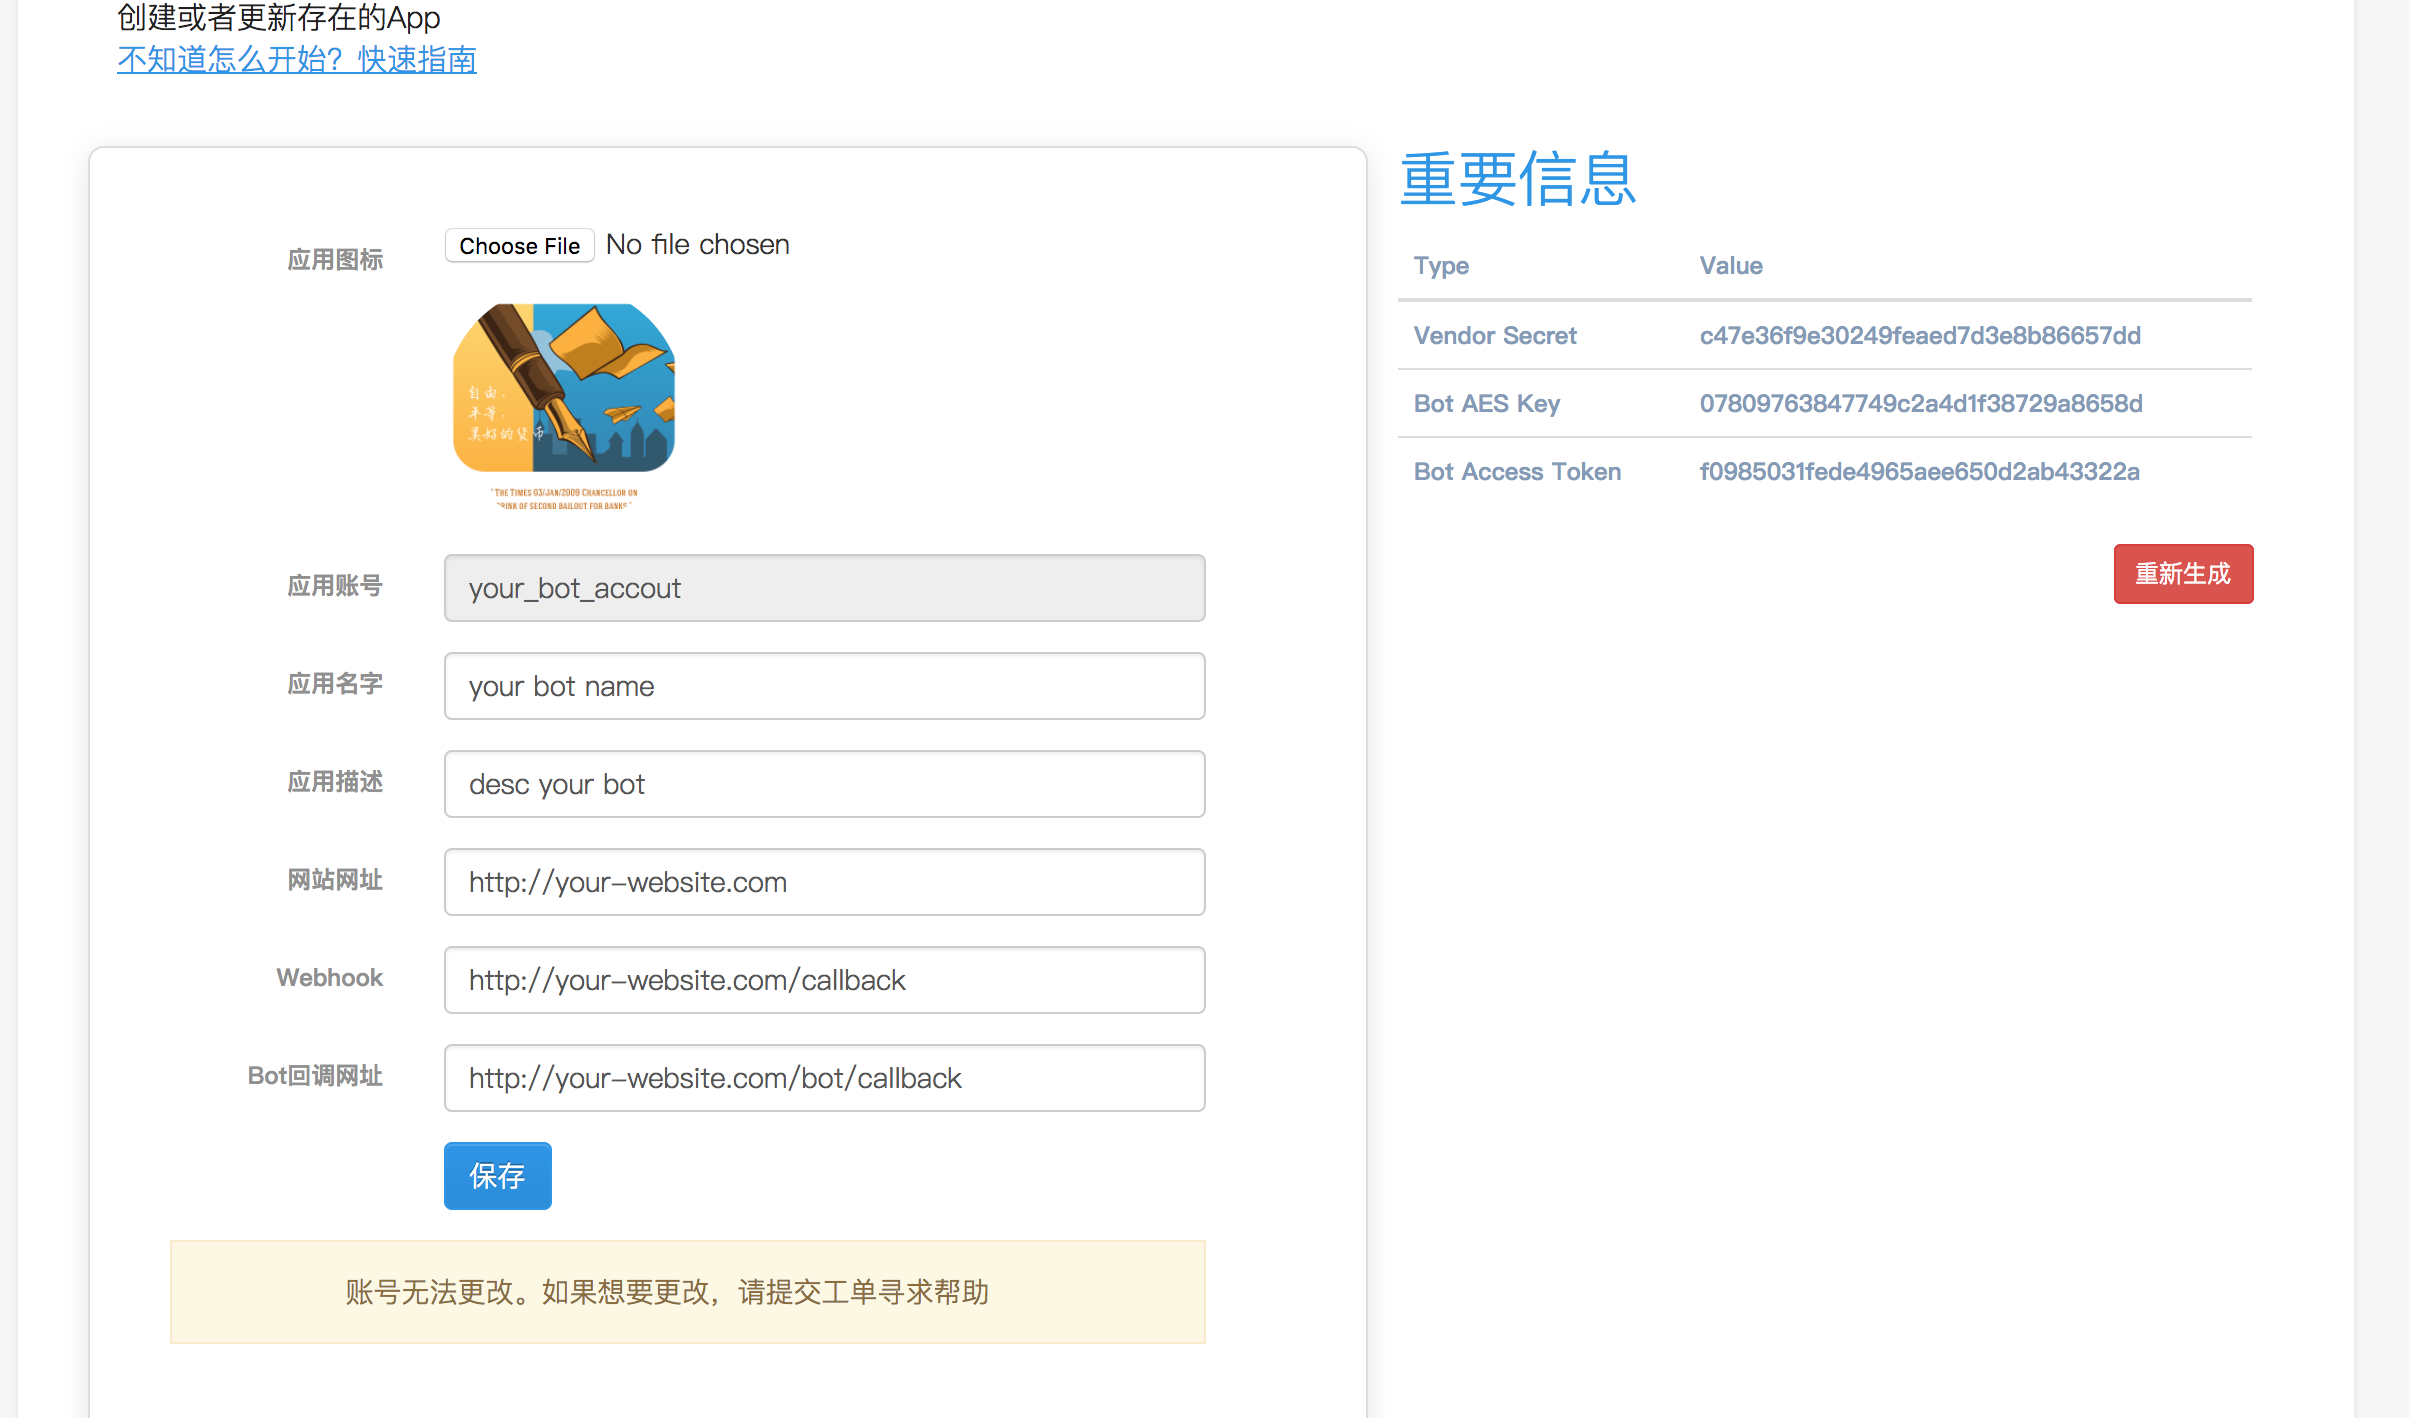 创建或者更新存在的App
不知道怎么开始？快速指南
应用图标
Choose File No file chosen
自由.
平等.
美好的货币
"The Times 03/Jan/2009 Chancellor on
brink of second bailout for banks"
应用账号
your_bot_accout
应用名字
your bot name
应用描述
desc your bot
网站网址
http://your-website.com
Webhook
http://your-website.com/callback
Bot回调网址
http://your-website.com/bot/callback
保存
账号无法更改。如果想要更改，请提交工单寻求帮助
重要信息
Type Value
Vendor Secret c47e36f9e30249feaed7d3e8b86657dd
Bot AES Key 07809763847749c2a4d1f38729a8658d
Bot Access Token f0985031fede4965aee650d2ab43322a
重新生成